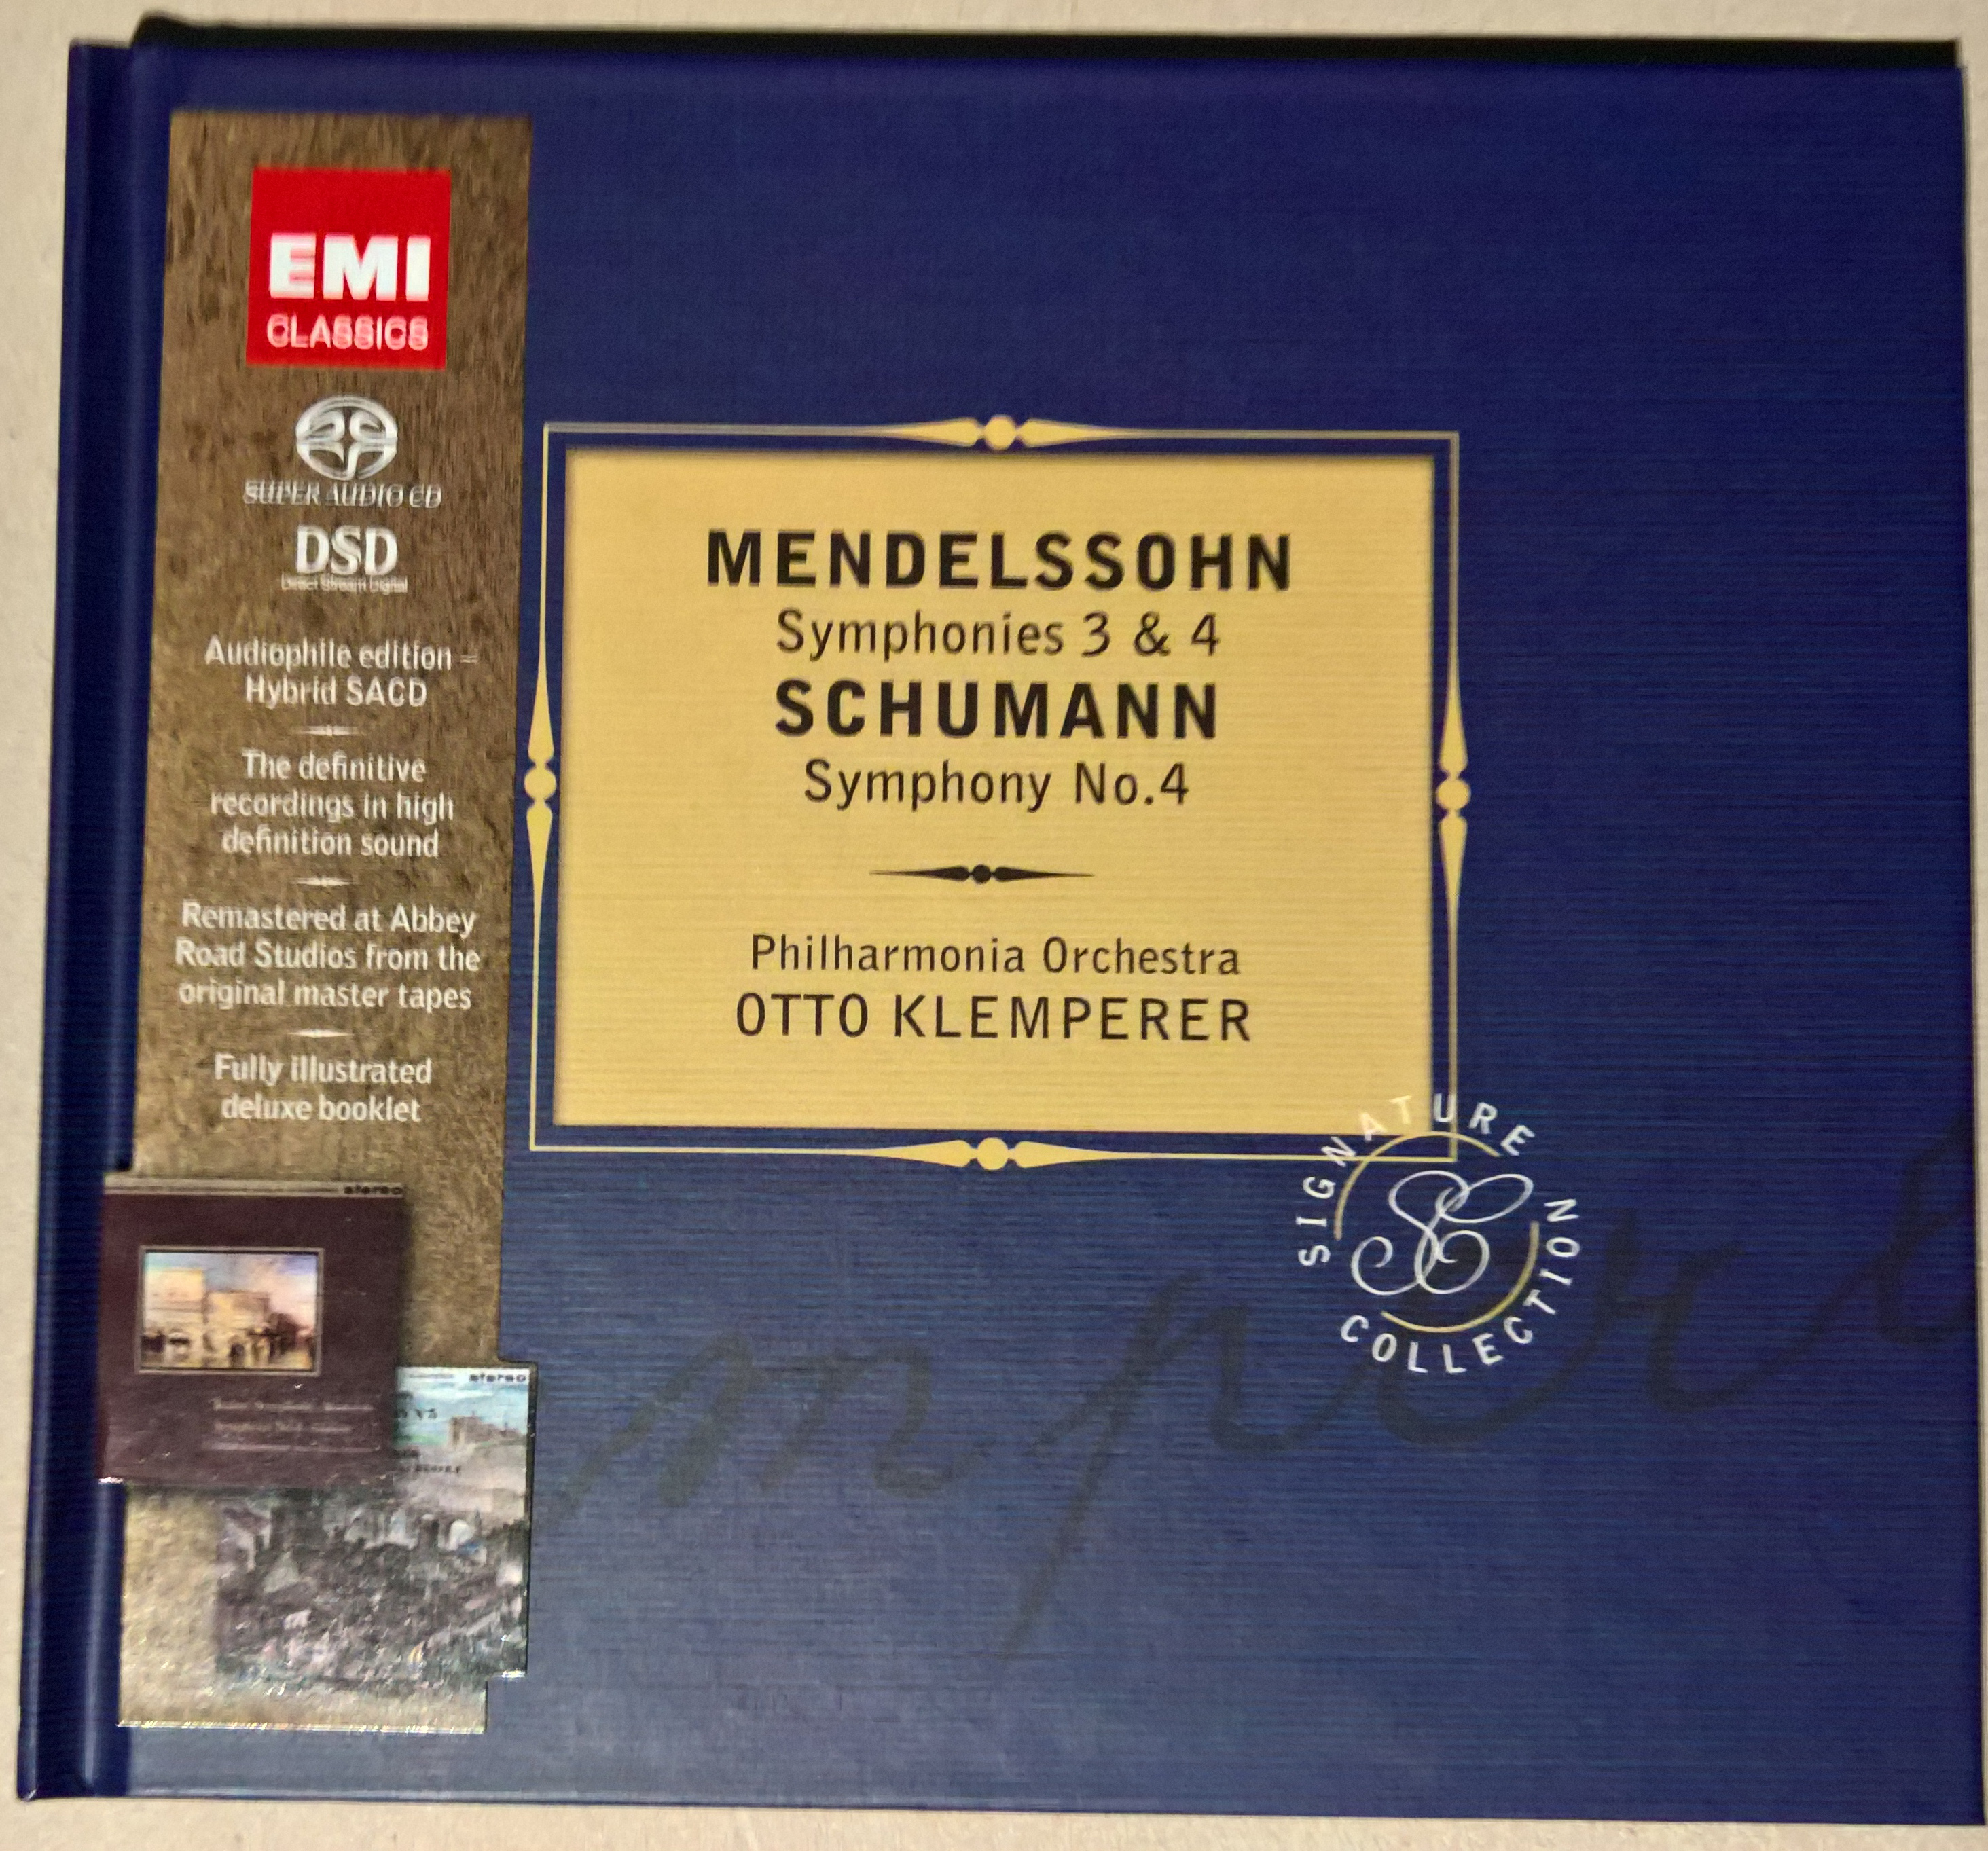 EMI
CLASSICS
SUPER AUDIO CD
DSD
Direct Stream Digital
Audiophile edition –
Hybrid SACD
The definitive
recordings in high
definition sound
Remastered at Abbey
Road Studios from the
original master tapes
Fully illustrated
deluxe booklet
stereo
stereo
MENDELSSOHN
Symphonies 3 & 4
SCHUMANN
Symphony No.4
Philharmonia Orchestra
OTTO KLEMPERER
SIGNATURE
SC
COLLECTION